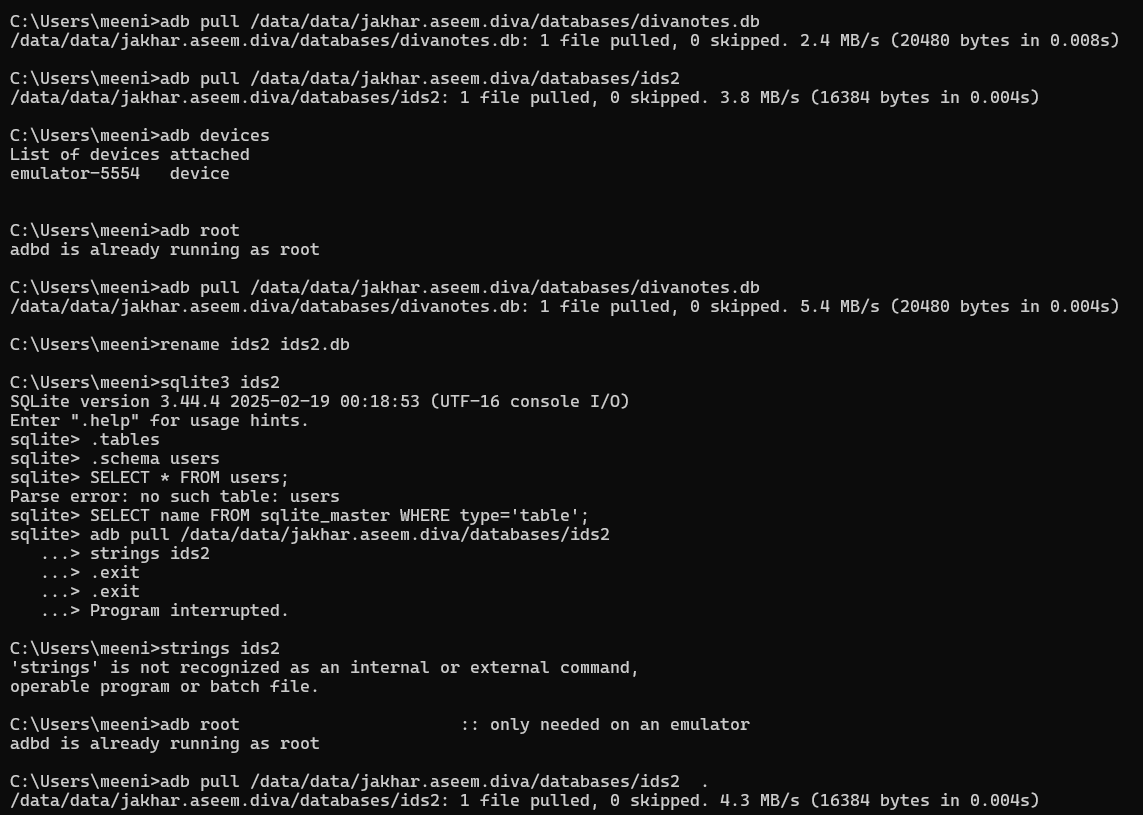 C:\Users\meeni>adb pull /data/data/jakhar.aseem.diva/databases/divanotes.db
/data/data/jakhar.aseem.diva/databases/divanotes.db: 1 file pulled, 0 skipped. 2.4 MB/s (20480 bytes in 0.008s)
C:\Users\meeni>adb pull /data/data/jakhar.aseem.diva/databases/ids2
/data/data/jakhar.aseem.diva/databases/ids2: 1 file pulled, 0 skipped. 3.8 MB/s (16384 bytes in 0.004s)
C:\Users\meeni>adb devices
List of devices attached
emulator-5554   device
C:\Users\meeni>adb root
adbd is already running as root
C:\Users\meeni>adb pull /data/data/jakhar.aseem.diva/databases/divanotes.db
/data/data/jakhar.aseem.diva/databases/divanotes.db: 1 file pulled, 0 skipped. 5.4 MB/s (20480 bytes in 0.004s)
C:\Users\meeni>rename ids2 ids2.db
C:\Users\meeni>sqlite3 ids2
SQLite version 3.44.4 2025-02-19 00:18:53 (UTF-16 console I/O)
Enter ".help" for usage hints.
sqlite> .tables
sqlite> .schema users
sqlite> SELECT * FROM users;
Parse error: no such table: users
sqlite> SELECT name FROM sqlite_master WHERE type='table';
sqlite> adb pull /data/data/jakhar.aseem.diva/databases/ids2
   ...> strings ids2
   ...> .exit
   ...> .exit
   ...> Program interrupted.
C:\Users\meeni>strings ids2
'strings' is not recognized as an internal or external command,
operable program or batch file.
C:\Users\meeni>adb root                      :: only needed on an emulator
adbd is already running as root
C:\Users\meeni>adb pull /data/data/jakhar.aseem.diva/databases/ids2  .
/data/data/jakhar.aseem.diva/databases/ids2: 1 file pulled, 0 skipped. 4.3 MB/s (16384 bytes in 0.004s)